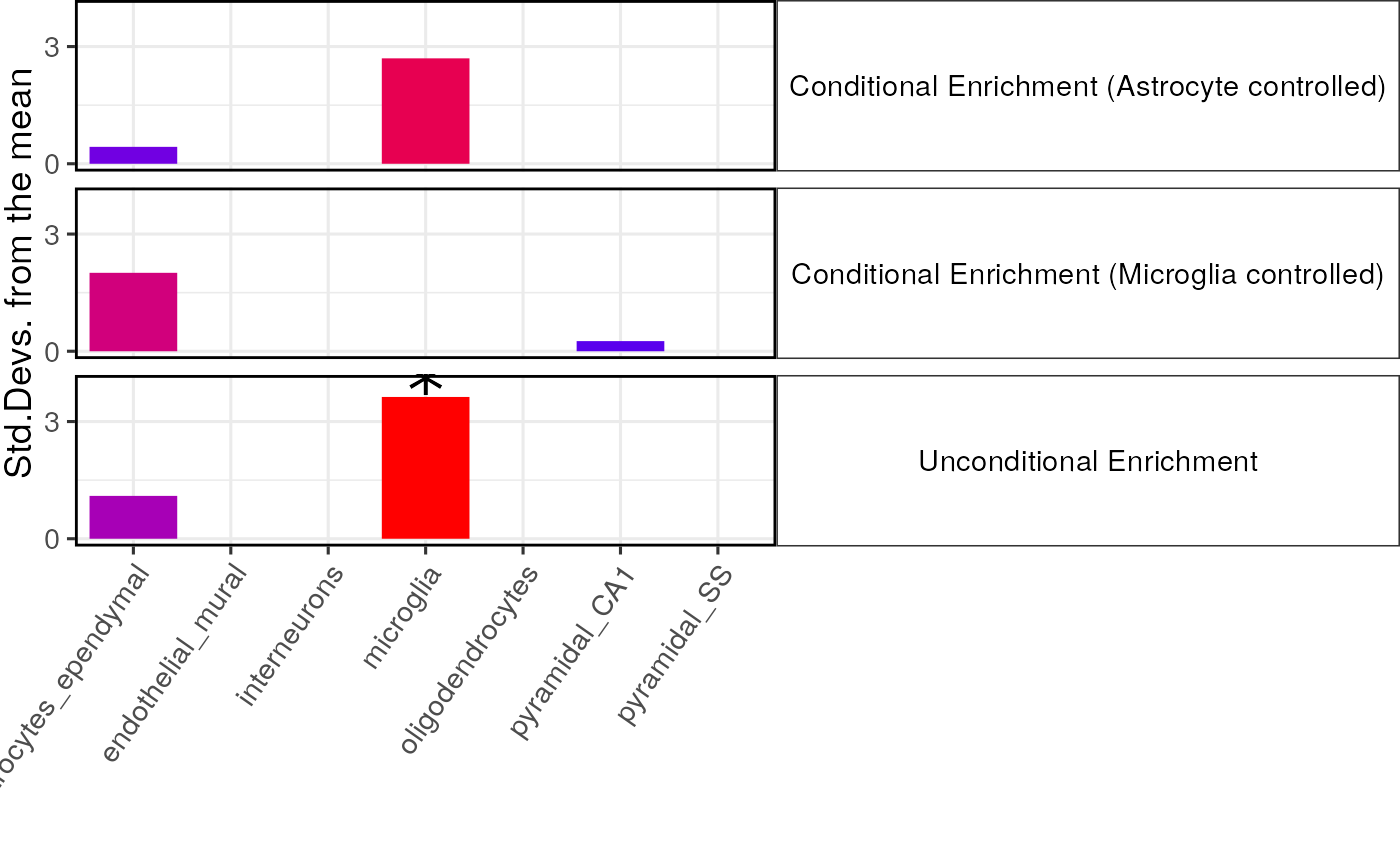 Std.Devs. from the mean
3
0
Conditional Enrichment (Astrocyte controlled)
3
0
Conditional Enrichment (Microglia controlled)
3
*
0
Unconditional Enrichment
rocytes_ependymal
endothelial_mural
interneurons
microglia
oligodendrocytes
pyramidal_CA1
pyramidal_SS